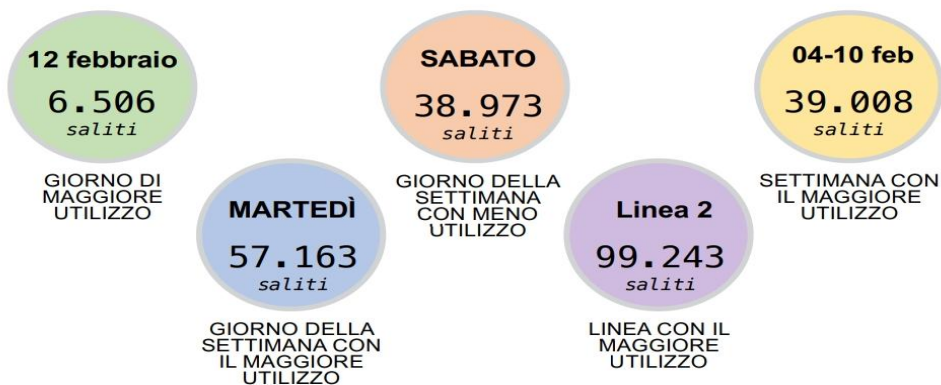 12 febbraio
6.506
saliti
GIORNO DI
MAGGIORE
UTILIZZO
MARTEDÌ
57.163
saliti
GIORNO DELLA
SETTIMANA CON
IL MAGGIORE
UTILIZZO
SABATO
38.973
saliti
GIORNO DELLA
SETTIMANA
CON MENO
UTILIZZO
Linea 2
99.243
saliti
LINEA CON IL
MAGGIORE
UTILIZZO
04-10 feb
39.008
saliti
SETTIMANA CON
IL MAGGIORE
UTILIZZO